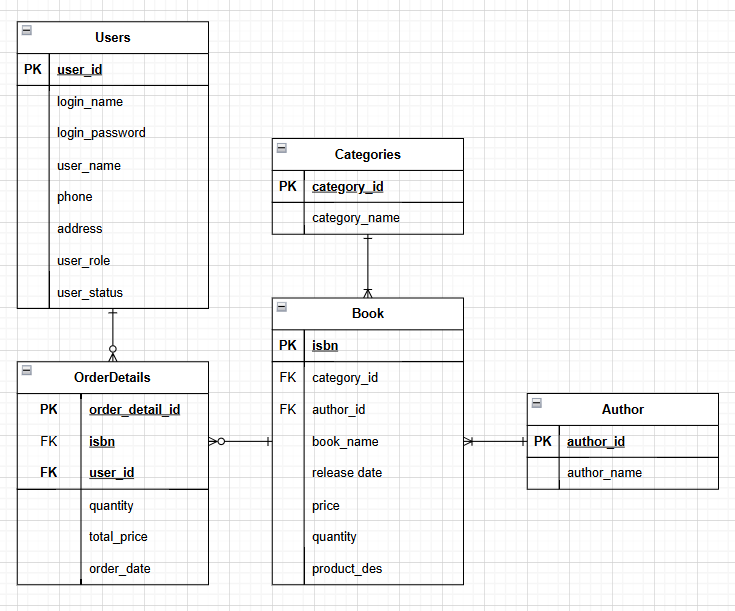 Users
PK user_id
login_name
login_password
user_name
phone
address
user_role
user_status
Categories
PK category_id
category_name
OrderDetails
PK order_detail_id
FK isbn
FK user_id
quantity
total_price
order_date
Book
PK isbn
FK category_id
FK author_id
book_name
release date
price
quantity
product_des
Author
PK author_id
author_name